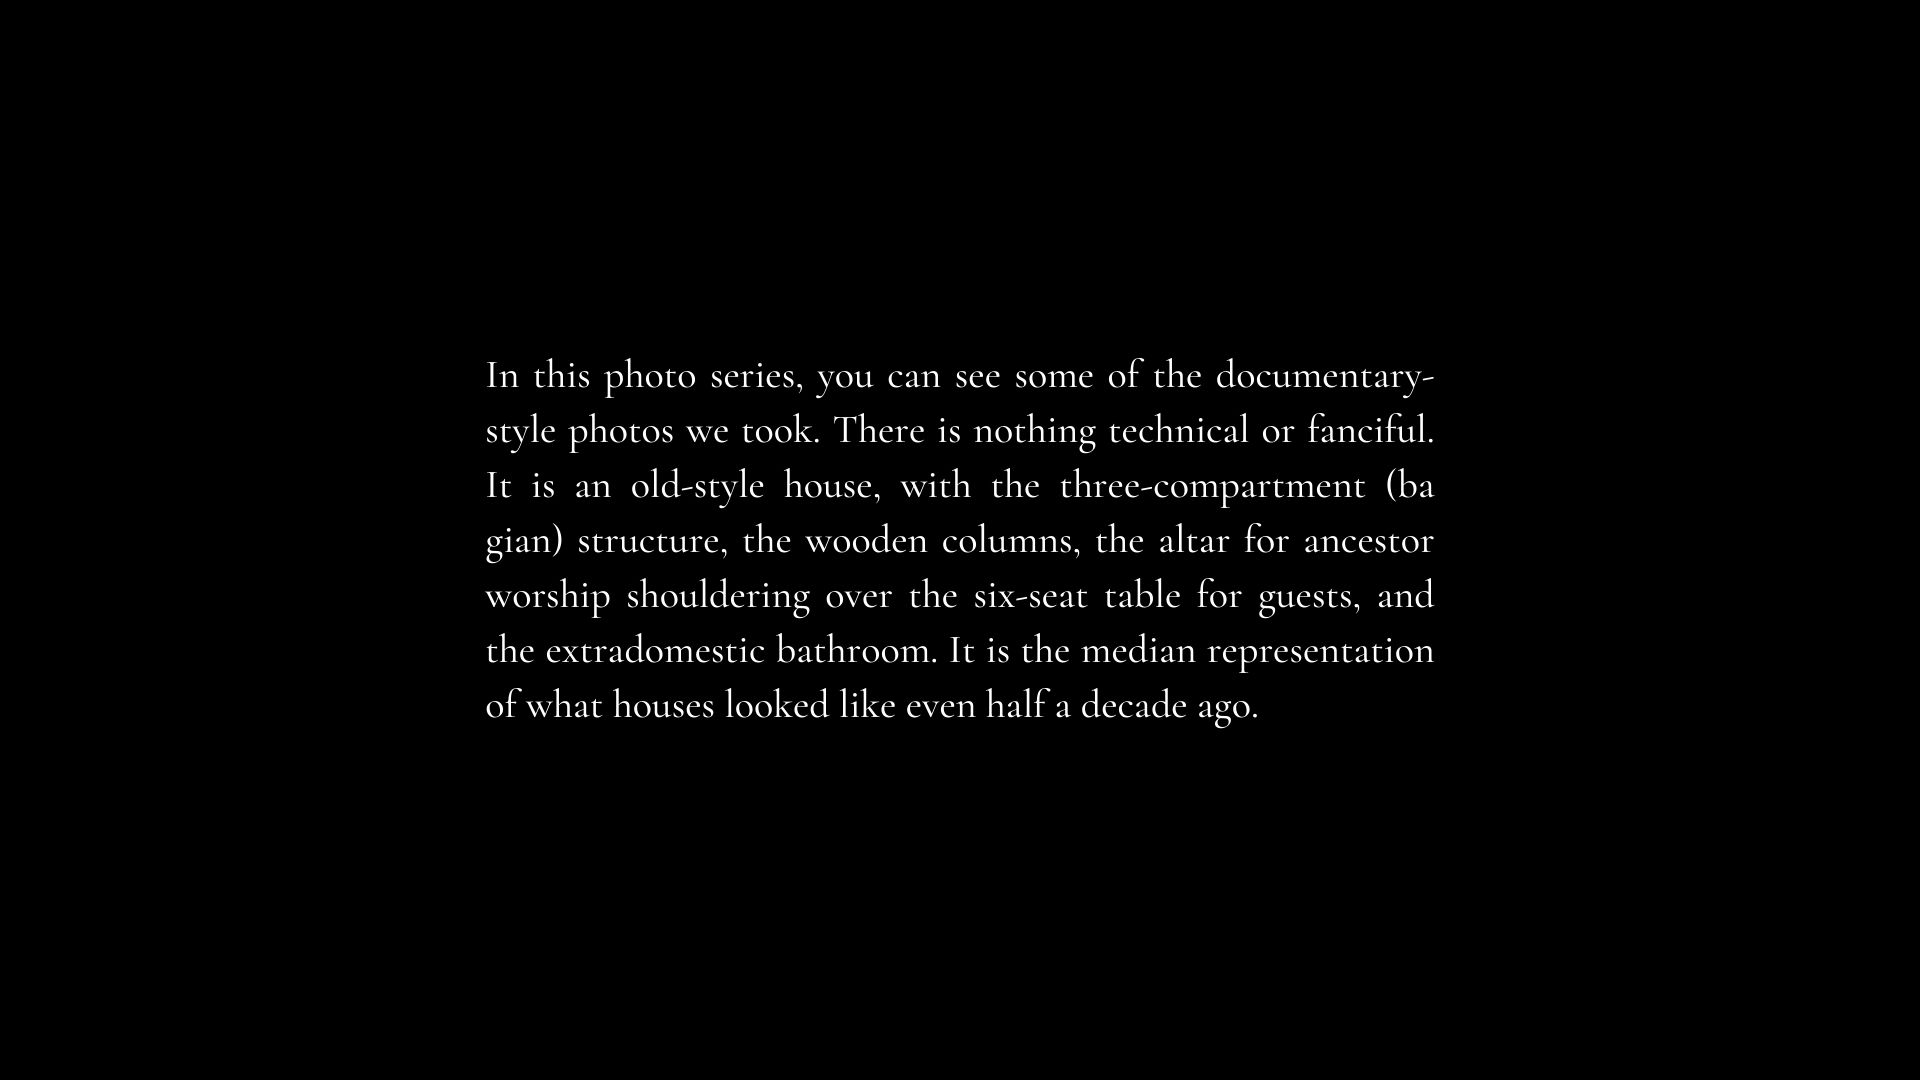 In this photo series, you can see some of the documentary-
style photos we took. There is nothing technical or fanciful.
It is an old-style house, with the three-compartment (ba
gian) structure, the wooden columns, the altar for ancestor
worship shouldering over the six-seat table for guests, and
the extradomestic bathroom. It is the median representation
of what houses looked like even half a decade ago.